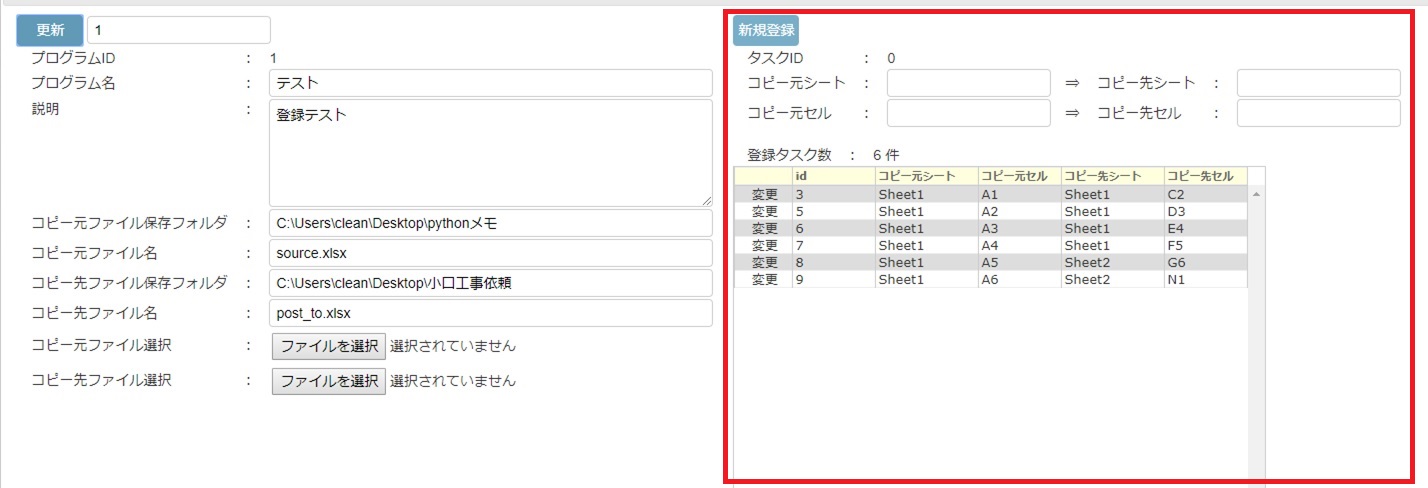 更新 1
プログラムID : 1
プログラム名 : テスト
説明 : 登録テスト
コピー元ファイル保存フォルダ : C:\Users\clean\Desktop\pythonメモ
コピー元ファイル名 : source.xlsx
コピー先ファイル保存フォルダ : C:\Users\clean\Desktop\小口工事依頼
コピー先ファイル名 : post_to.xlsx
コピー元ファイル選択 : ファイルを選択 選択されていません
コピー先ファイル選択 : ファイルを選択 選択されていません
新規登録
タスクID : 0
コピー元シート : ⇒ コピー先シート :
コピー元セル : ⇒ コピー先セル :
登録タスク数 : 6 件
id コピー元シート コピー元セル コピー先シート コピー先セル
変更 3 Sheet1 A1 Sheet1 C2
変更 5 Sheet1 A2 Sheet1 D3
変更 6 Sheet1 A3 Sheet1 E4
変更 7 Sheet1 A4 Sheet1 F5
変更 8 Sheet1 A5 Sheet2 G6
変更 9 Sheet1 A6 Sheet2 N1